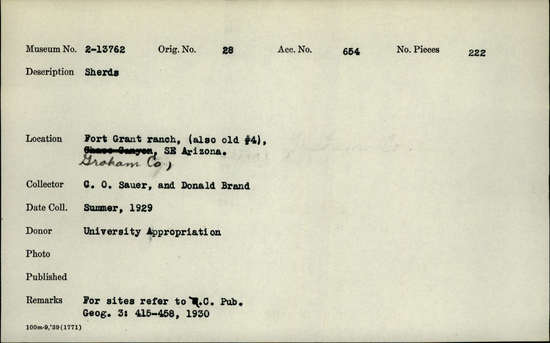 Museum No. 2-13762 Orig. No. 28 Acc. No. 654 No. Pieces 222
Description Sherds
Location Fort Grant ranch, (also old #4),
Chase Canyon, SE Arizona.
Graham Co,
Collector C. O. Sauer, and Donald Brand
Date Coll. Summer, 1929
Donor University Appropriation
Photo
Published
Remarks For sites refer to U.C. Pub.
Geog. 3: 415-458, 1930
100m-9,'39(1771)